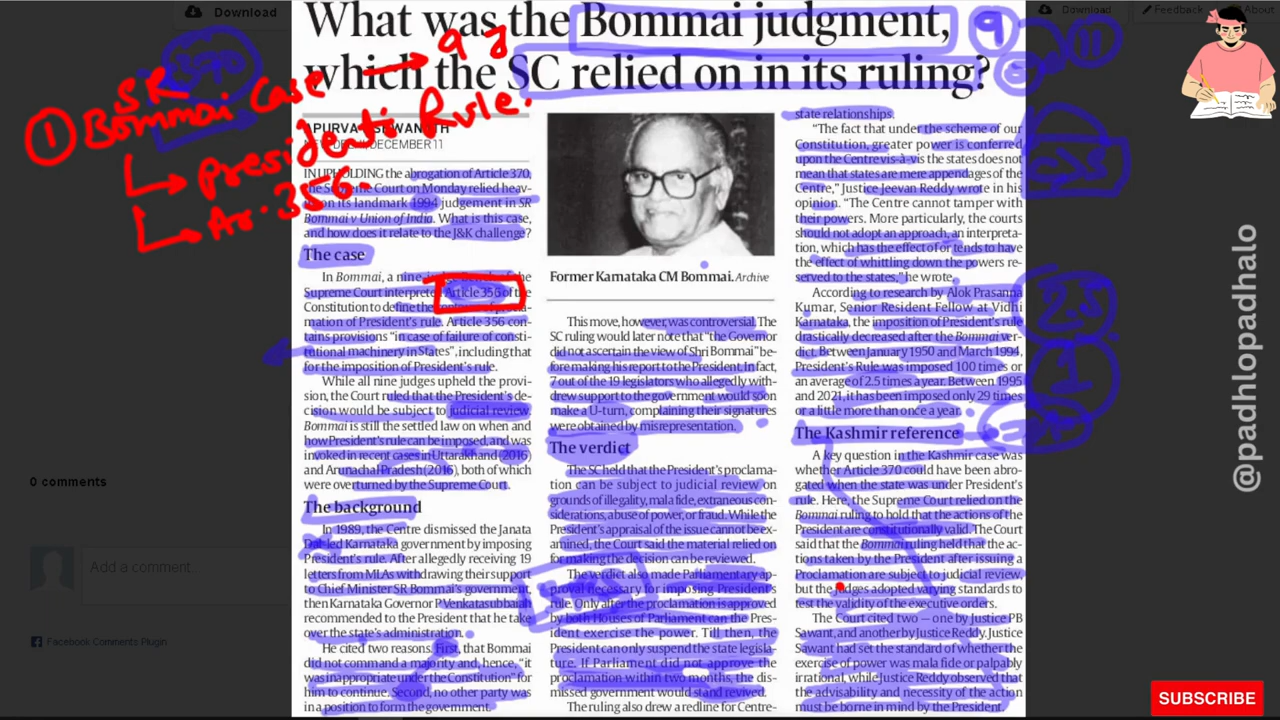 Download
Download
Feedback
About
What was the Bommai judgment,
which the SC relied on in its ruling?
9
11
370
① SR
Bommai Case → 9 J
↳ president Rule.
↳ Ar. 356
APURVA VISHWANATH
NEW DELHI, DECEMBER 11
IN UPHOLDING the abrogation of Article 370,
the Supreme Court on Monday relied heav-
ily on its landmark 1994 judgement in SR
Bommai v Union of India. What is this case,
and how does it relate to the J&K challenge?
The case
In Bommai, a nine-judge Bench of the
Supreme Court interpreted Article 356 of the
Constitution to define the contours of procla-
mation of President's rule. Article 356 con-
tains provisions "in case of failure of consti-
tutional machinery in States", including that
for the imposition of President's rule.
While all nine judges upheld the provi-
sion, the Court ruled that the President's de-
cision would be subject to judicial review.
Bommai is still the settled law on when and
how President's rule can be imposed, and was
invoked in recent cases in Uttarakhand (2016)
and Arunachal Pradesh (2016), both of which
were overturned by the Supreme Court.
The background
In 1989, the Centre dismissed the Janata
Dal-led Karnataka government by imposing
President's rule. After allegedly receiving 19
letters from MLAs withdrawing their support
to Chief Minister SR Bommai's government,
then Karnataka Governor P Venkatasubbaiah
recommended to the President that he take
over the state's administration.
He cited two reasons. First, that Bommai
did not command a majority and, hence, "it
was inappropriate under the Constitution" for
him to continue. Second, no other party was
in a position to form the government.
Former Karnataka CM Bommai. Archive
This move, however, was controversial. The
SC ruling would later note that "the Governor
did not ascertain the view of Shri Bommai" be-
fore making his report to the President. In fact,
7 out of the 19 legislators who allegedly with-
drew support to the government would soon
make a U-turn, complaining their signatures
were obtained by misrepresentation.
The verdict
The SC held that the President's proclama-
tion can be subject to judicial review on
grounds of illegality, mala fide, extraneous con-
siderations, abuse of power, or fraud. While the
President's appraisal of the issue cannot be ex-
amined, the Court said the material relied on
for making the decision can be reviewed.
The verdict also made Parliamentary ap-
proval necessary for imposing President's
rule. Only after the proclamation is approved
by both Houses of Parliament can the Pres-
ident exercise the power. Till then, the
President can only suspend the state legisla-
ture. If Parliament did not approve the
proclamation within two months, the dis-
missed government would stand revived.
The ruling also drew a redline for Centre-
state relationships.
"The fact that under the scheme of our
Constitution, greater power is conferred
upon the Centre vis-à-vis the states does not
mean that states are mere appendages of the
Centre," Justice Jeevan Reddy wrote in his
opinion. "The Centre cannot tamper with
their powers. More particularly, the courts
should not adopt an approach, an interpreta-
tion, which has the effect of or tends to have
the effect of whittling down the powers re-
served to the states," he wrote.
According to research by Alok Prasanna
Kumar, Senior Resident Fellow at Vidhi
Karnataka, the imposition of President's rule
drastically decreased after the Bommai ver-
dict. Between January 1950 and March 1994,
President's Rule was imposed 100 times or
an average of 2.5 times a year. Between 1995
and 2021, it has been imposed only 29 times
or a little more than once a year.
The Kashmir reference
A key question in the Kashmir case was
whether Article 370 could have been abro-
gated when the state was under President's
rule. Here, the Supreme Court relied on the
Bommai ruling to hold that the actions of the
President are constitutionally valid. The Court
said that the Bommai ruling held that the ac-
tions taken by the President after issuing a
Proclamation are subject to judicial review,
but the judges adopted varying standards to
test the validity of the executive orders.
The Court cited two — one by Justice PB
Sawant, and another by Justice Reddy. Justice
Sawant had set the standard of whether the
exercise of power was mala fide or palpably
irrational, while Justice Reddy observed that
the advisability and necessity of the action
must be borne in mind by the President.
2.5
1
0 comments
Add a comment
Facebook Comments Plugin
@padhlopadhalo
SUBSCRIBE